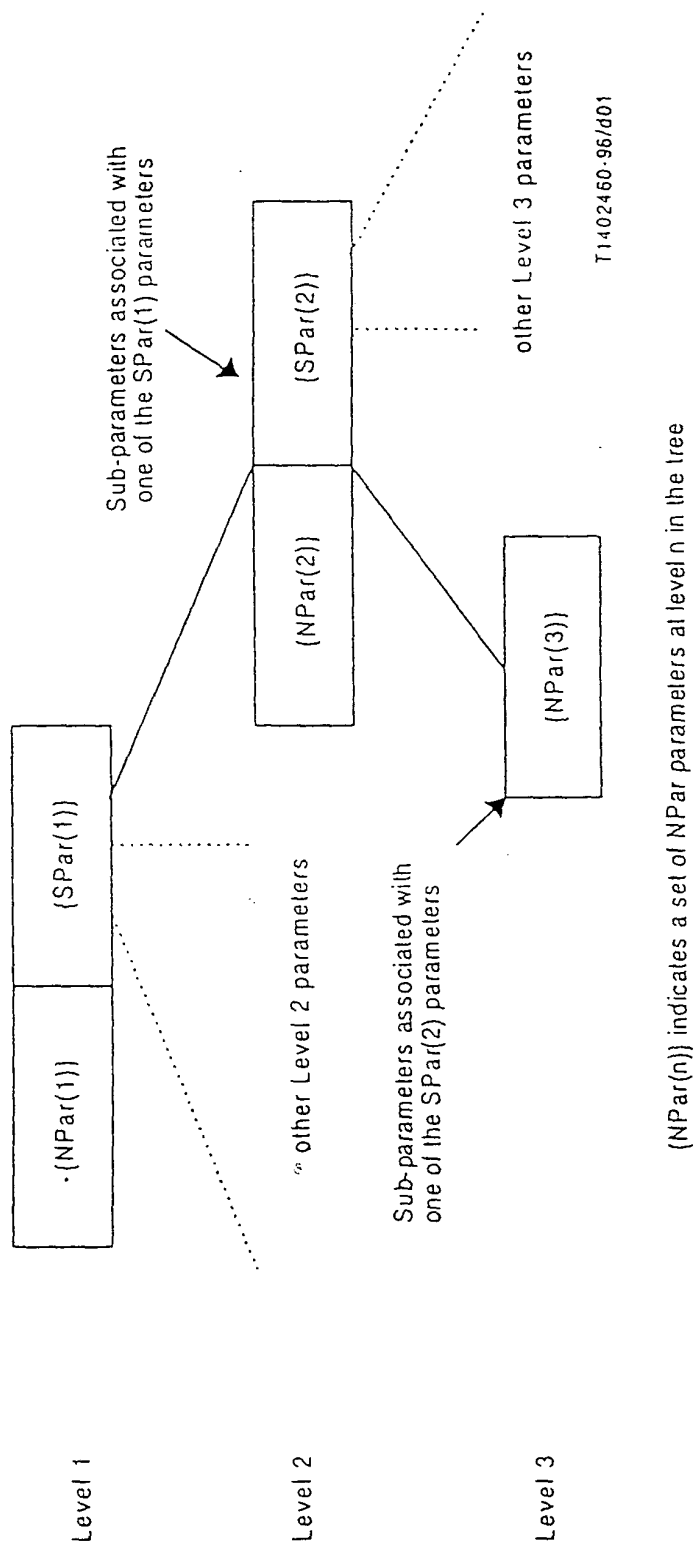 Level 1
{NPar(1)}
{SPar(1)}
Sub-parameters associated with
one of the SPar(1) parameters
Level 2
other Level 2 parameters
{NPar(2)}
{SPar(2)}
Sub-parameters associated with
one of the SPar(2) parameters
other Level 3 parameters
Level 3
{NPar(3)}
T1402460-96/d01
{NPar(n)} indicates a set of NPar parameters at level n in the tree